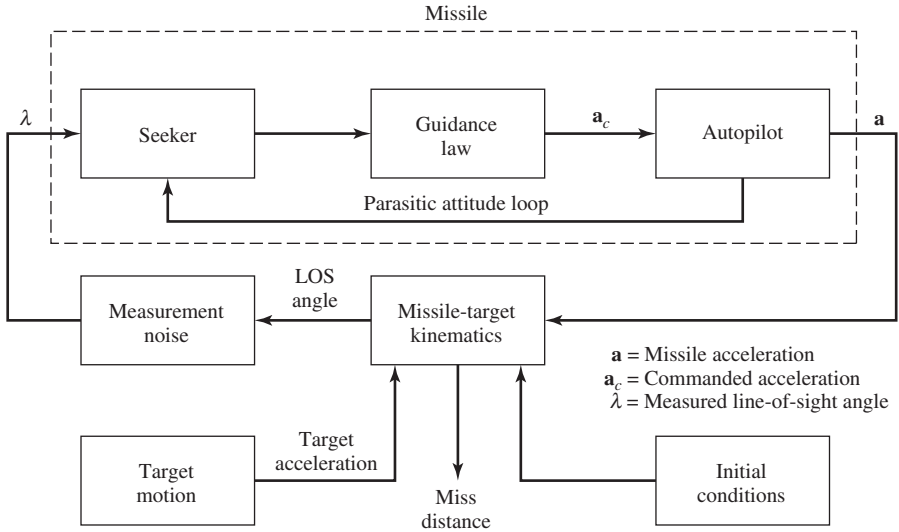 Missile
λ
Seeker
Guidance
law
a_c
Autopilot
a
Parasitic attitude loop
LOS
angle
Measurement
noise
Missile-target
kinematics
a = Missile acceleration
a_c = Commanded acceleration
λ = Measured line-of-sight angle
Target
acceleration
Target
motion
Miss
distance
Initial
conditions